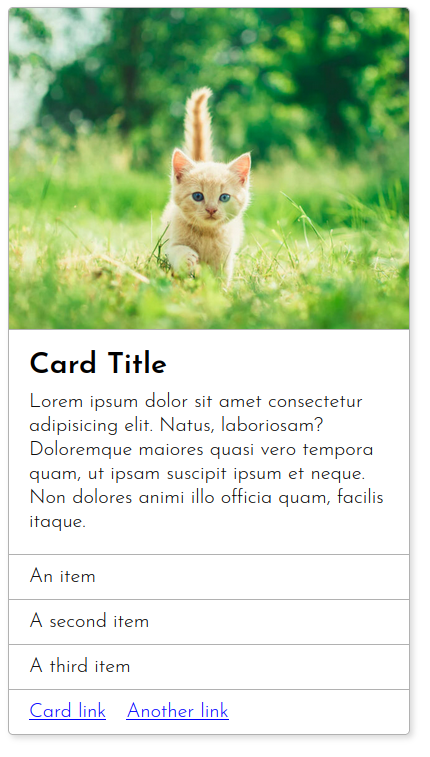 Card Title
Lorem ipsum dolor sit amet consectetur
adipisicing elit. Natus, laboriosam?
Doloremque maiores quasi vero tempora
quam, ut ipsam suscipit ipsum et neque.
Non dolores animi illo officia quam, facilis
itaque.
An item
A second item
A third item
Card link Another link